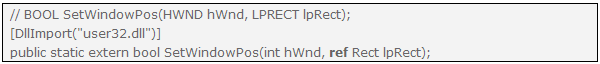 // BOOL SetWindowPos(HWND hWnd, LPRECT lpRect);
[DllImport("user32.dll")]
public static extern bool SetWindowPos(int hWnd, ref Rect lpRect);